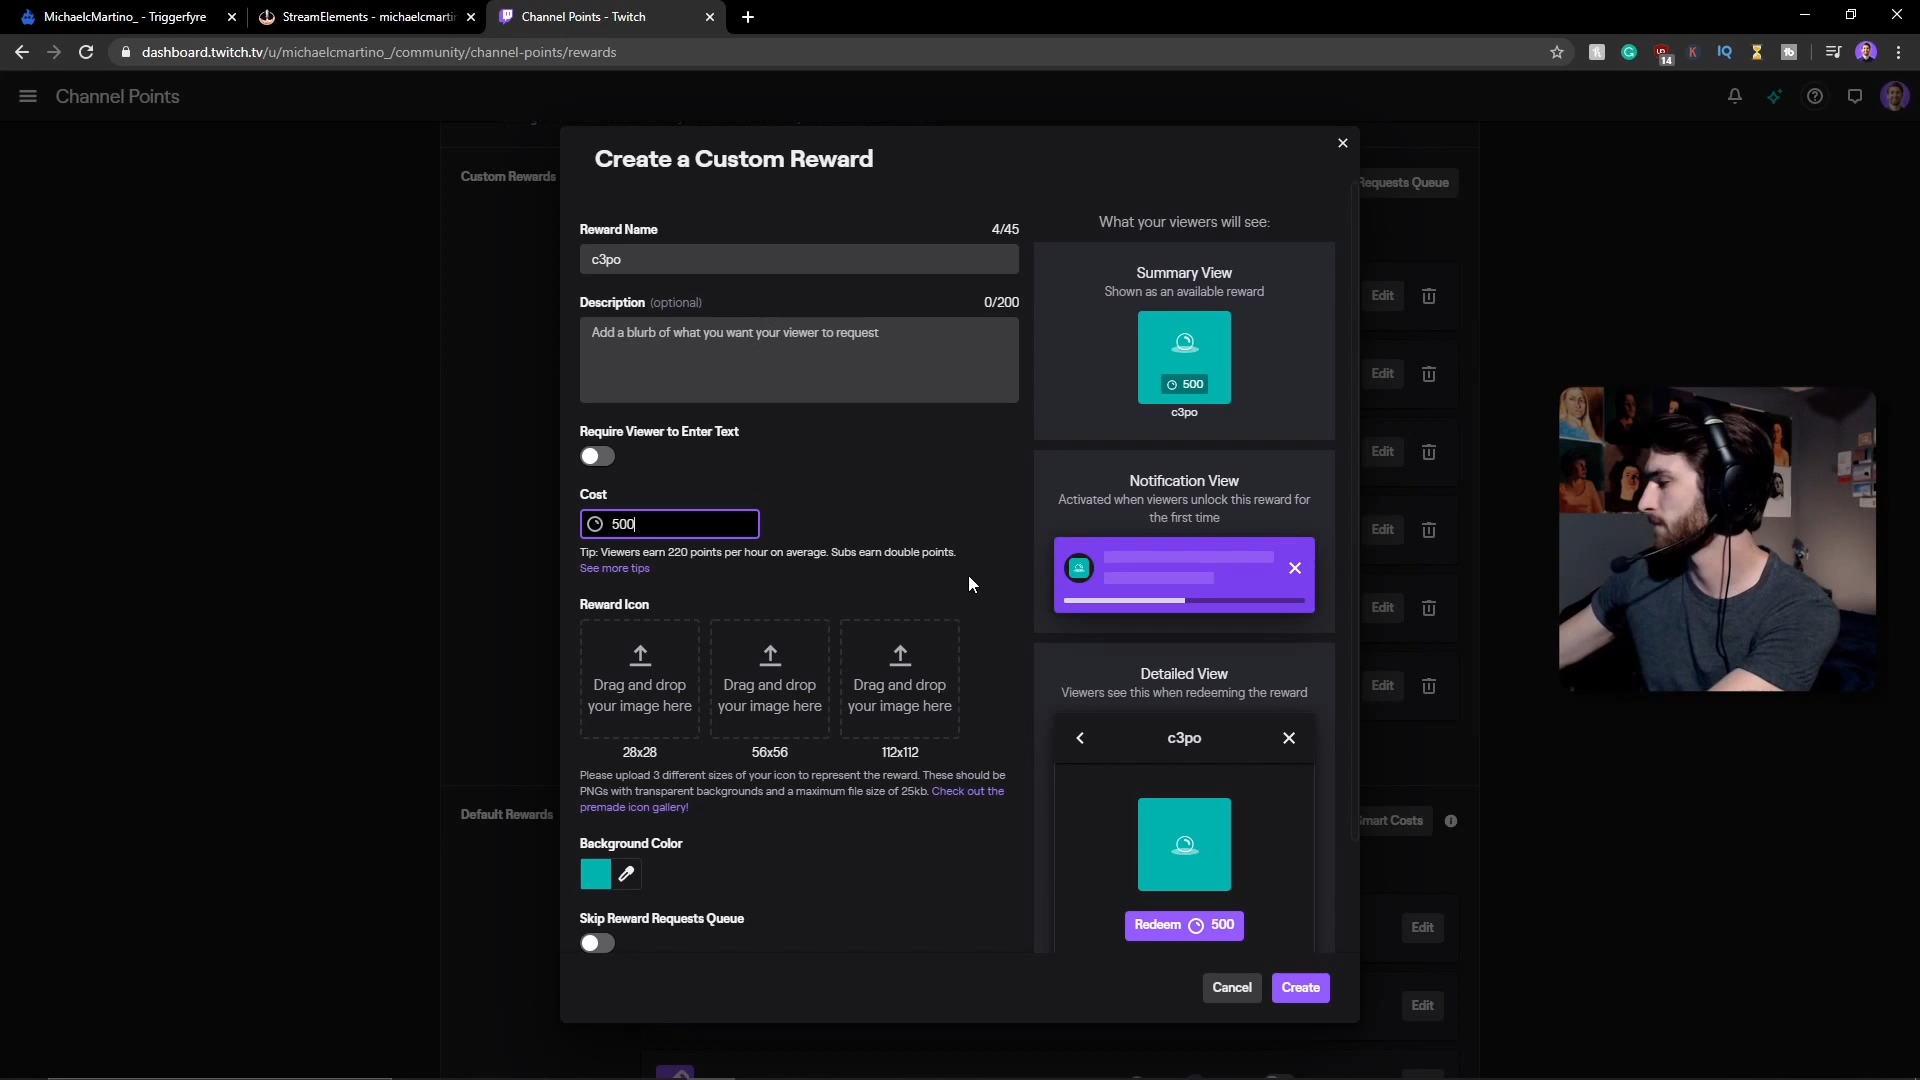 MichaelcMartino_ - Triggerfyre
StreamElements - michaelcmartin
Channel Points - Twitch
dashboard.twitch.tv/u/michaelcmartino_/community/channel-points/rewards
14
Channel Points
Create a Custom Reward
Custom Rewards
Requests Queue
Reward Name
4/45
c3po
Description (optional)
0/200
Add a blurb of what you want your viewer to request
Require Viewer to Enter Text
Cost
500
Tip: Viewers earn 220 points per hour on average. Subs earn double points.
See more tips
Reward Icon
Drag and drop
your image here
Drag and drop
your image here
Drag and drop
your image here
28x28
56x56
112x112
Please upload 3 different sizes of your icon to represent the reward. These should be
PNGs with transparent backgrounds and a maximum file size of 25kb. Check out the
premade icon gallery!
Background Color
Skip Reward Requests Queue
What your viewers will see:
Summary View
Shown as an available reward
500
c3po
Notification View
Activated when viewers unlock this reward for
the first time
Detailed View
Viewers see this when redeeming the reward
c3po
Redeem 500
Cancel
Create
Edit
Edit
Edit
Edit
Edit
Edit
Default Rewards
Smart Costs
Edit
Edit